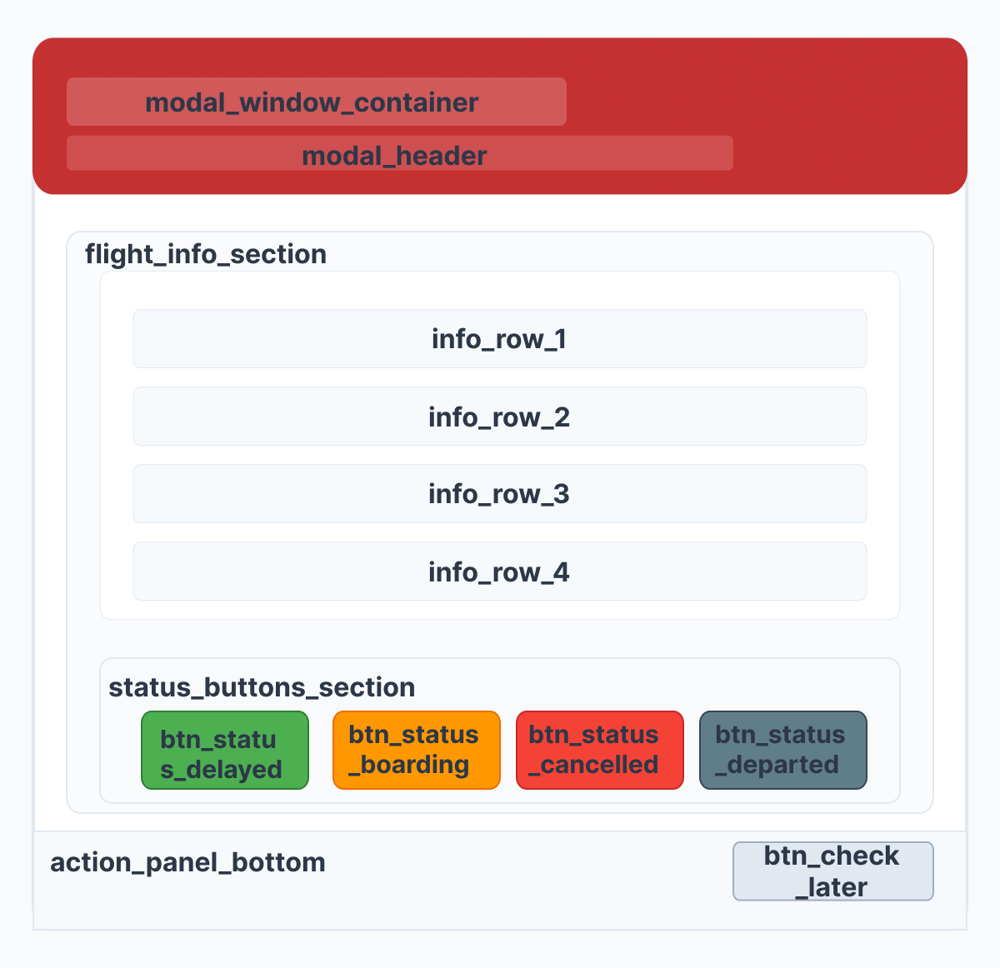 modal_window_container
modal_header
flight_info_section
info_row_1
info_row_2
info_row_3
info_row_4
status_buttons_section
btn_statu
s_delayed
btn_status
_boarding
btn_status
_cancelled
btn_status
_departed
action_panel_bottom
btn_check
_later